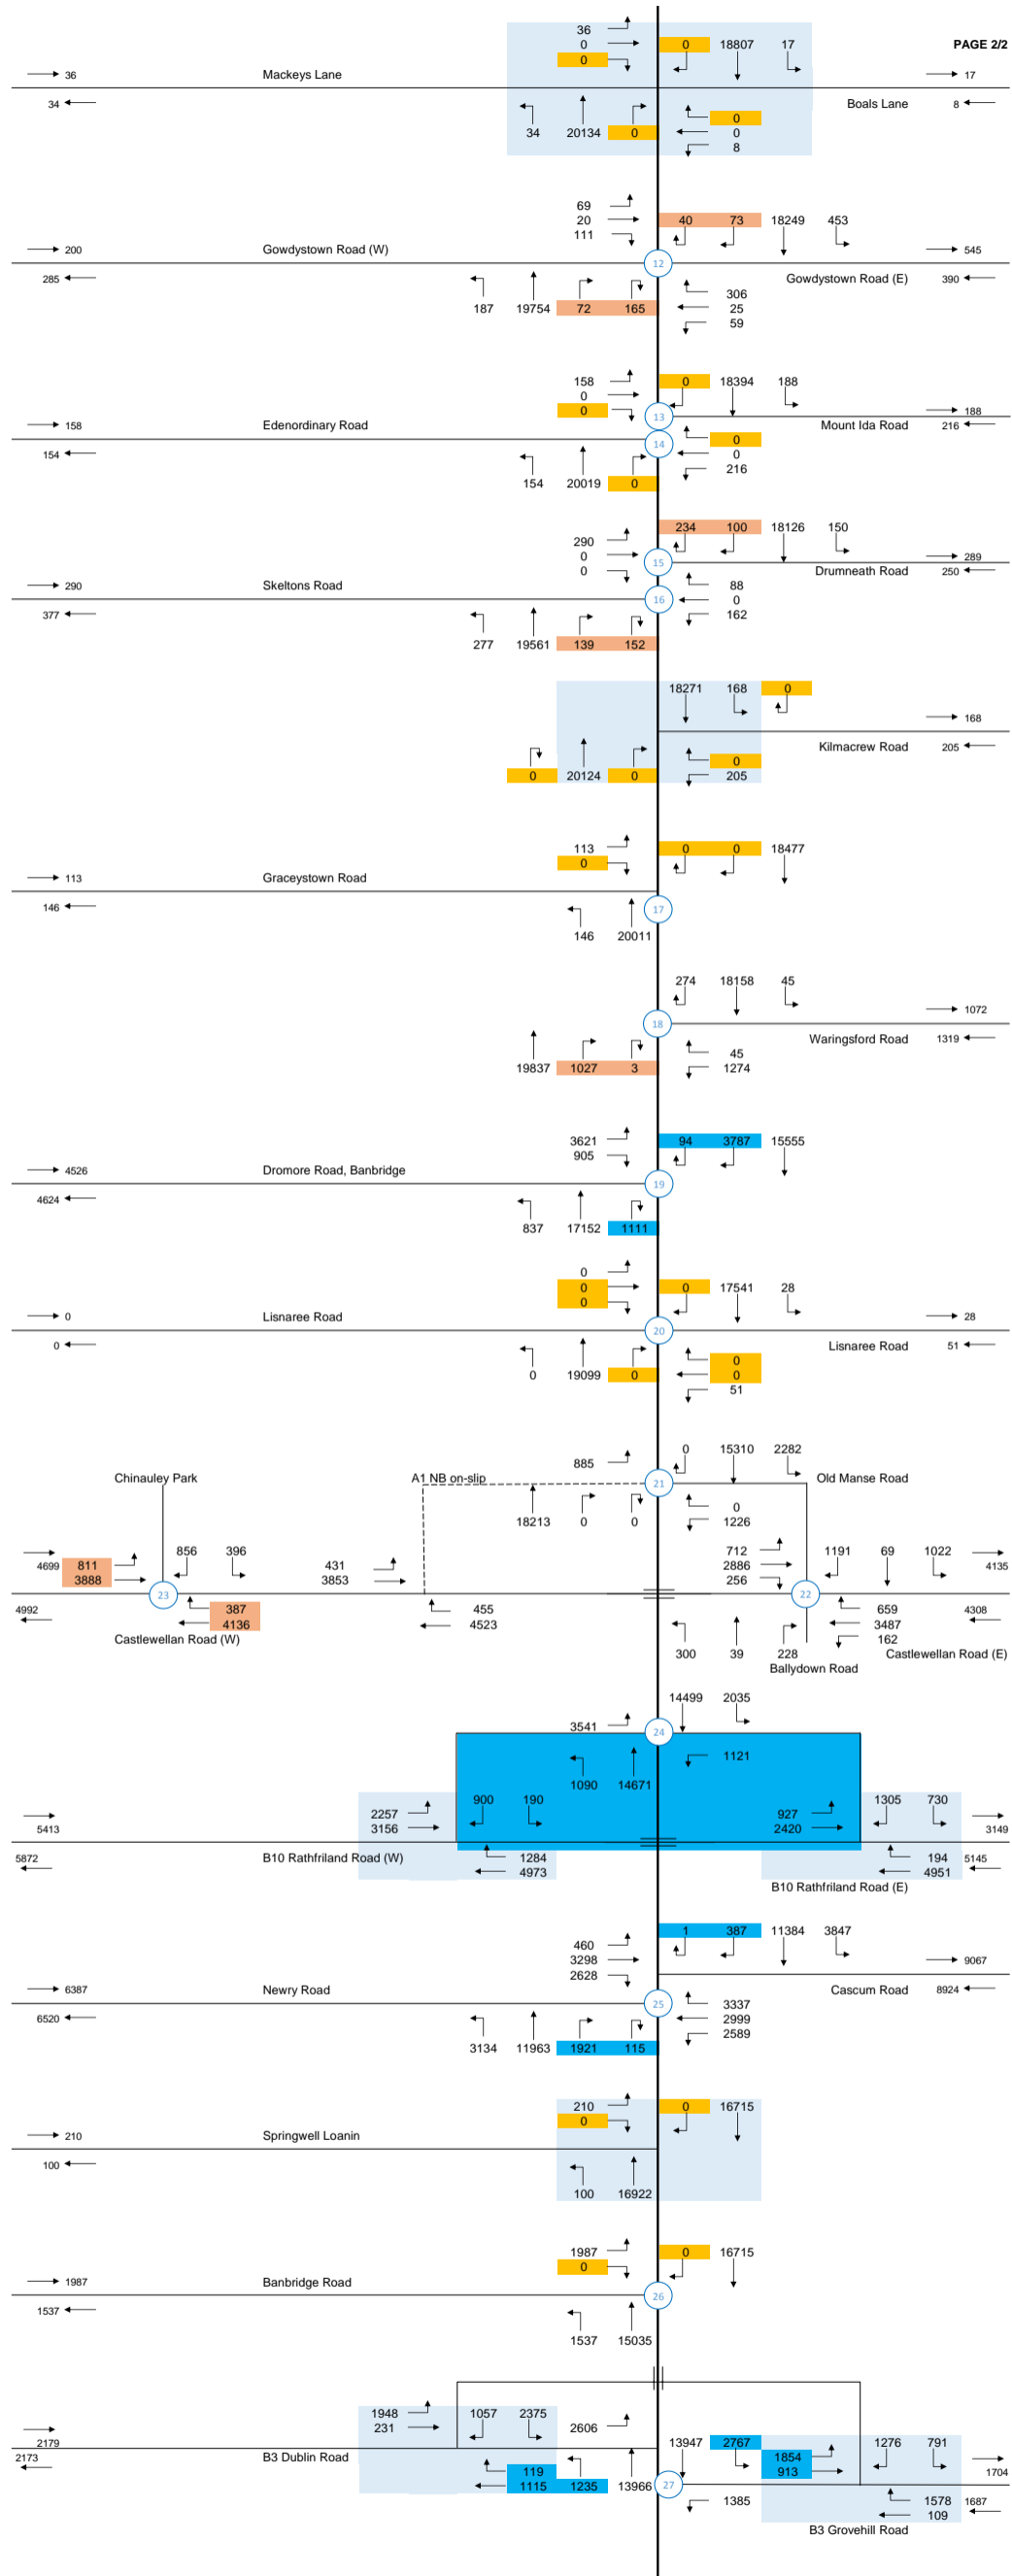 36
0 0 18807 17 PAGE 2/2
0
36 Mackeys Lane 17
34 Boals Lane 8
0
34 20134 0 0
8
69
20 40 73 18249 453
111
200 Gowdystown Road (W) 545
12
285 Gowdystown Road (E) 390
306
187 19754 72 165 25
59
158 0 18394 188
0
0 188
13
158 Edenordinary Road Mount Ida Road 216
0
14
154 0
216
154 20019 0
234 100 18126 150
290
0 289
15
0 Drumneath Road 250
290 Skeltons Road 88
16 0
377 162
277 19561 139 152
18271 168 0
168
Kilmacrew Road 205
0
0 20124 0 205
113 0 0 18477
0
113 Graceystown Road
146 17
146 20011
274 18158 45
1072
18
Waringsford Road 1319
45
19837 1027 3 1274
3621 94 3787 15555
905
4526 Dromore Road, Banbridge
19
4624
837 17152 1111
0
0 0 17541 28
0
0 Lisnaree Road 28
20
0 Lisnaree Road 51
0
0 19099 0 0
51
0 15310 2282
885
Chinauley Park A1 NB on-slip 21 Old Manse Road
0
18213 0 0 1226
856 396 431 712 1191 69 1022
4699 811 3853 2886 4135
3888 256
23 22
4992 387 455 659 4308
4136 4523 3487
Castlewellan Road (W) 162
300 39 228 Castlewellan Road (E)
Ballydown Road
14499 2035
3541
24
1121
1090 14671
900 190 1305 730
2257 927
5413 3156 2420 3149
5872 B10 Rathfriland Road (W) 1284 194 5145
4973 4951
B10 Rathfriland Road (E)
1 387 11384 3847
460
3298 9067
2628
6387 Newry Road Cascum Road 8924
25 3337
6520 2999
2589
3134 11963 1921 115
210 0 16715
0
210 Springwell Loanin
100
100 16922
1987 0 16715
0
1987 Banbridge Road
26
1537
1537 15035
1948 1057 2375
231 2606
2179 13947 2767 1276 791
2173 B3 Dublin Road 1854 1704
119 913
1115 1235 13966 27
1385 1578 1687
109
B3 Grovehill Road